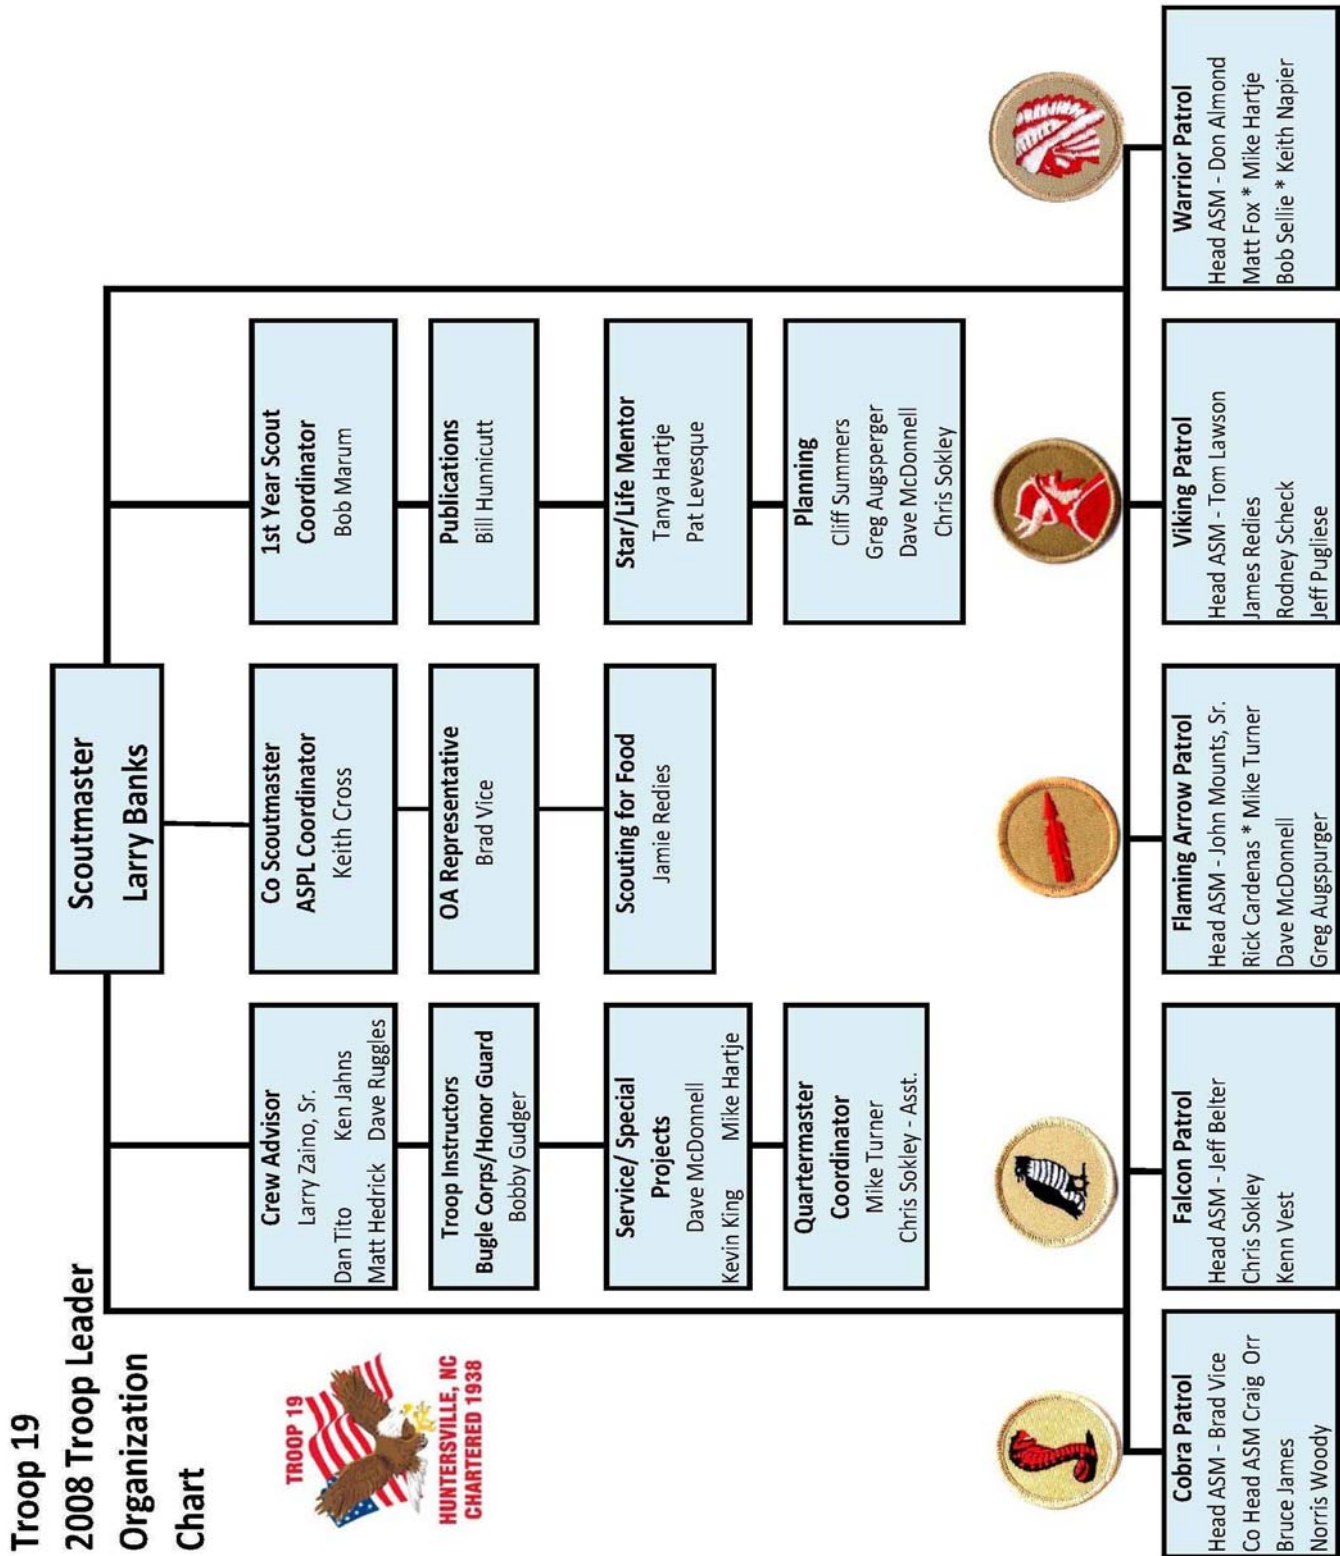 Troop 19
2008 Troop Leader
Organization
Chart
TROOP 19
HUNTERSVILLE, NC
CHARTERED 1938
Scoutmaster
Larry Banks
Crew Advisor
Larry Zaino, Sr.
Dan Tito Ken Jahns
Matt Hedrick Dave Ruggles
Troop Instructors
Bugle Corps/Honor Guard
Bobby Gudger
Service/ Special
Projects
Dave McDonnell
Kevin King Mike Hartje
Quartermaster
Coordinator
Mike Turner
Chris Sokley - Asst.
Co Scoutmaster
ASPL Coordinator
Keith Cross
OA Representative
Brad Vice
Scouting for Food
Jamie Redies
1st Year Scout
Coordinator
Bob Marum
Publications
Bill Hunnicutt
Star/Life Mentor
Tanya Hartje
Pat Levesque
Planning
Cliff Summers
Greg Augsperger
Dave McDonnell
Chris Sokley
Cobra Patrol
Head ASM - Brad Vice
Co Head ASM Craig Orr
Bruce James
Norris Woody
Falcon Patrol
Head ASM - Jeff Belter
Chris Sokley
Kenn Vest
Flaming Arrow Patrol
Head ASM - John Mounts, Sr.
Rick Cardenas * Mike Turner
Dave McDonnell
Greg Augspurger
Viking Patrol
Head ASM - Tom Lawson
James Redies
Rodney Scheck
Jeff Pugliese
Warrior Patrol
Head ASM - Don Almond
Matt Fox * Mike Hartje
Bob Sellie * Keith Napier